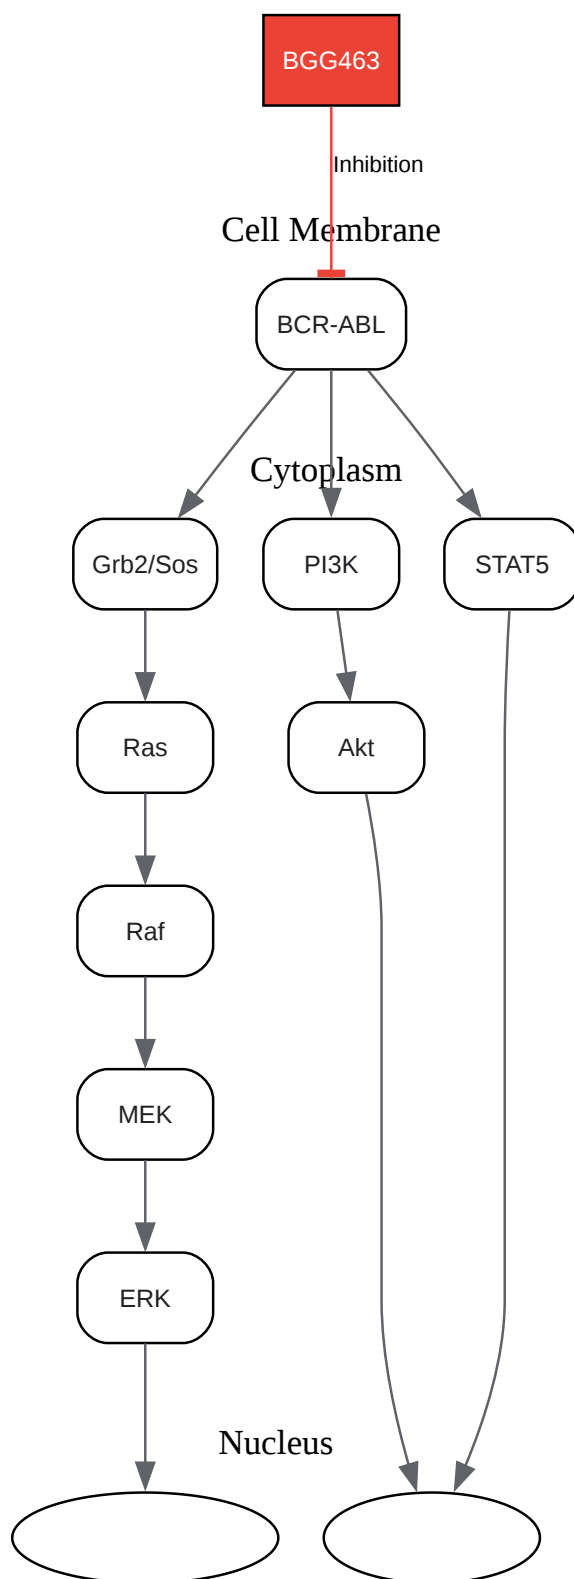 BGG463
Inhibition
Cell Membrane
BCR-ABL
Cytoplasm
Grb2/Sos
PI3K
STAT5
Ras
Akt
Raf
MEK
ERK
Nucleus